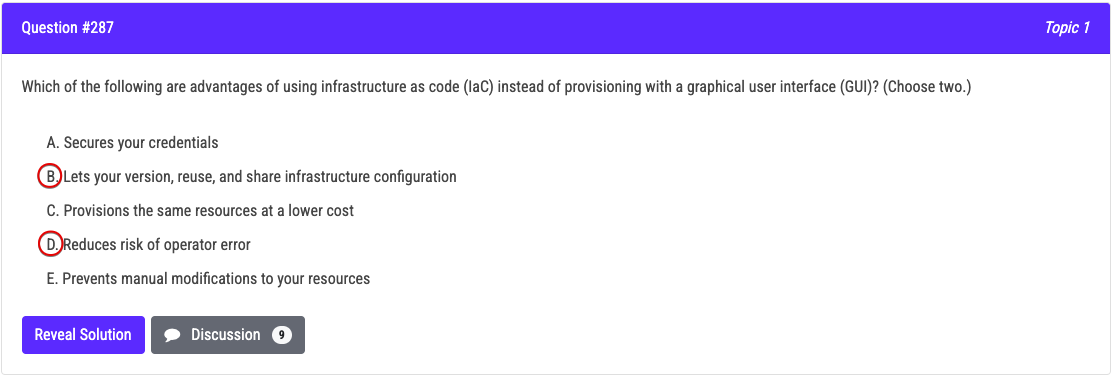 Question #287
Topic 1
Which of the following are advantages of using infrastructure as code (IaC) instead of provisioning with a graphical user interface (GUI)? (Choose two.)
A. Secures your credentials
B. Lets your version, reuse, and share infrastructure configuration
C. Provisions the same resources at a lower cost
D. Reduces risk of operator error
E. Prevents manual modifications to your resources
Reveal Solution
Discussion 9